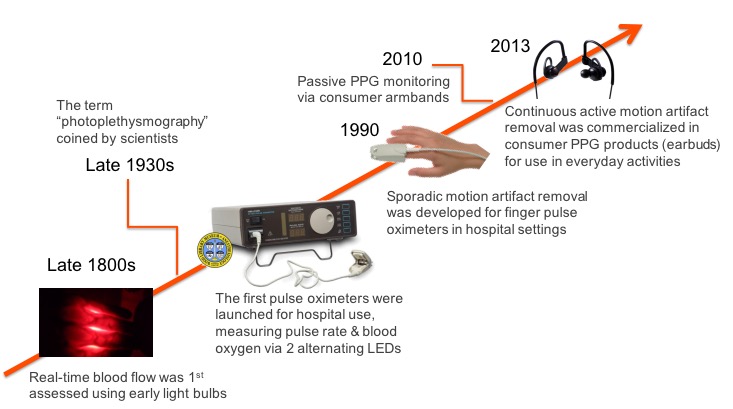 2013
2010
Passive PPG monitoring
via consumer armbands
The term
“photoplethysmography”
coined by scientists
Continuous active motion artifact
removal was commercialized in
consumer PPG products (earbuds)
for use in everyday activities
1990
Late 1930s
Sporadic motion artifact removal
was developed for finger pulse
oximeters in hospital settings
Late 1800s
The first pulse oximeters were
launched for hospital use,
measuring pulse rate & blood
oxygen via 2 alternating LEDs
Real-time blood flow was 1st
assessed using early light bulbs